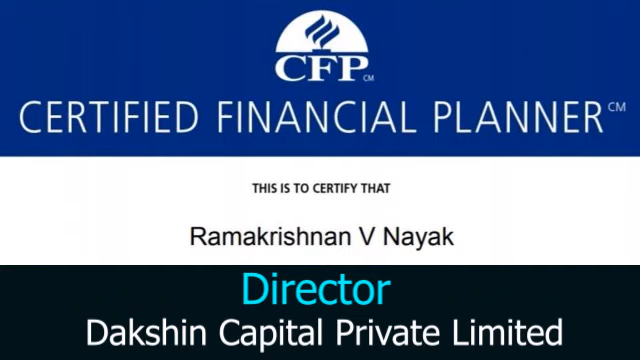 CFP CM
CERTIFIED FINANCIAL PLANNER CM
THIS IS TO CERTIFY THAT
Ramakrishnan V Nayak
Director
Dakshin Capital Private Limited